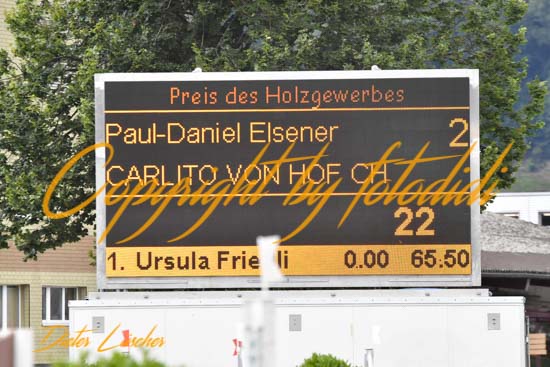 Preis des Holzgewerbes
Paul-Daniel Elsener 2
CARLITO VON HOF CH
22
1. Ursula Friedli 0.00 65.50
Copyright by fotodidi
Dieter Lüscher